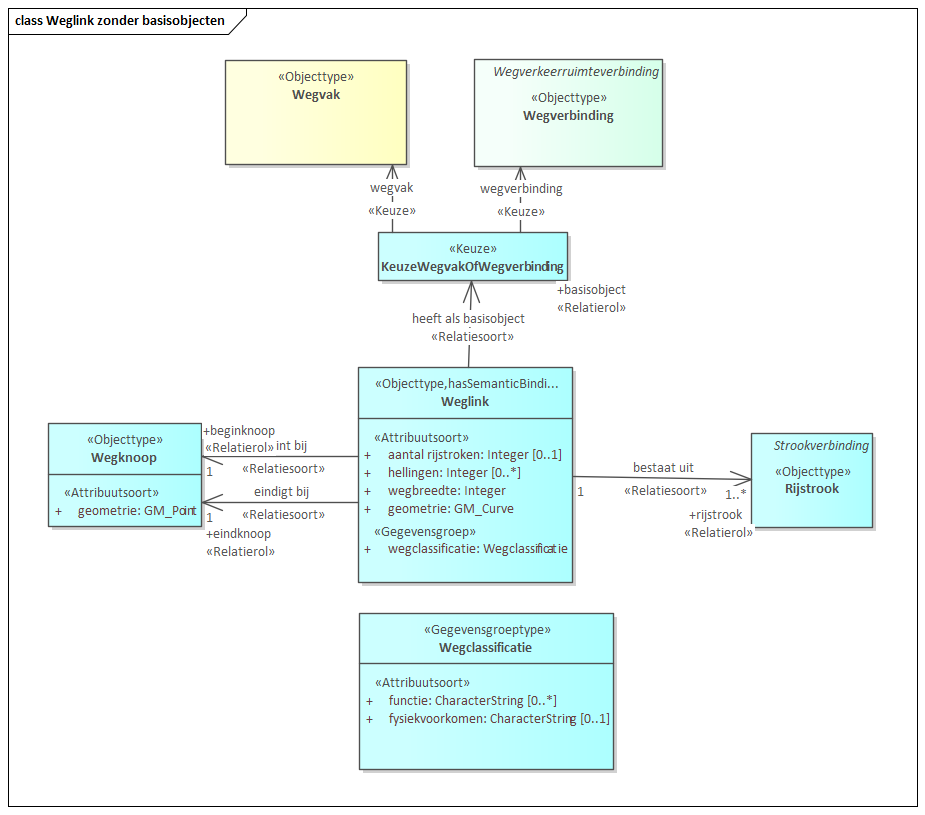 class Weglink zonder basisobjecten
«Objecttype»
Wegvak
Wegverkeerruimteverbinding
«Objecttype»
Wegverbinding
wegvak
«Keuze»
wegverbinding
«Keuze»
«Keuze»
KeuzeWegvakOfWegverbinding
+basisobject
«Relatierol»
heeft als basisobject
«Relatiesoort»
«Objecttype,hasSemanticBindi...
Weglink
«Attribuutsoort»
+ aantal rijstroken: Integer [0..1]
+ hellingen: Integer [0..*]
+ wegbreedte: Integer
+ geometrie: GM_Curve
«Gegevensgroep»
+ wegclassificatie: Wegclassificatie
«Objecttype»
Wegknoop
«Attribuutsoort»
+ geometrie: GM_Point
+beginknoop
«Relatierol» int bij
1 «Relatiesoort»
eindigt bij
1 «Relatiesoort»
+eindknoop
«Relatierol»
bestaat uit
1 «Relatiesoort» 1..*
+rijstrook
«Relatierol»
Strookverbinding
«Objecttype»
Rijstrook
«Gegevensgroeptype»
Wegclassificatie
«Attribuutsoort»
+ functie: CharacterString [0..*]
+ fysiekvoorkomen: CharacterString [0..1]